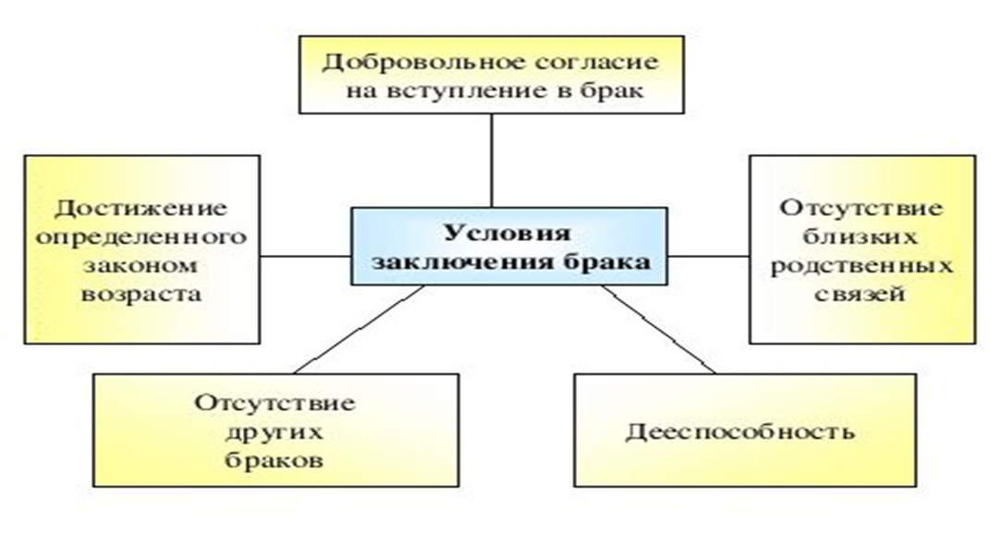 Добровольное согласие
на вступление в брак
Достижение
определенного
законом
возраста
Условия
заключения брака
Отсутствие
близких
родственных
связей
Отсутствие
других
браков
Дееспособность